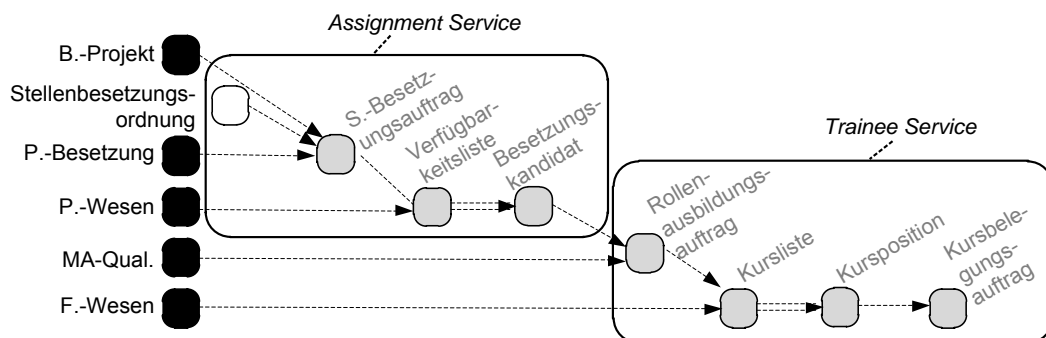 Assignment Service
B.-Projekt
Stellenbesetzungs-
ordnung
P.-Besetzung
P.-Wesen
MA-Qual.
F.-Wesen
S.-Besetz-
ungsauftrag
Verfügbar-
keitsliste
Besetzungs-
kandidat
Trainee Service
Rollen-
ausbildungs-
auftrag
Kursliste
Kursposition
Kursbele-
gungs-
auftrag